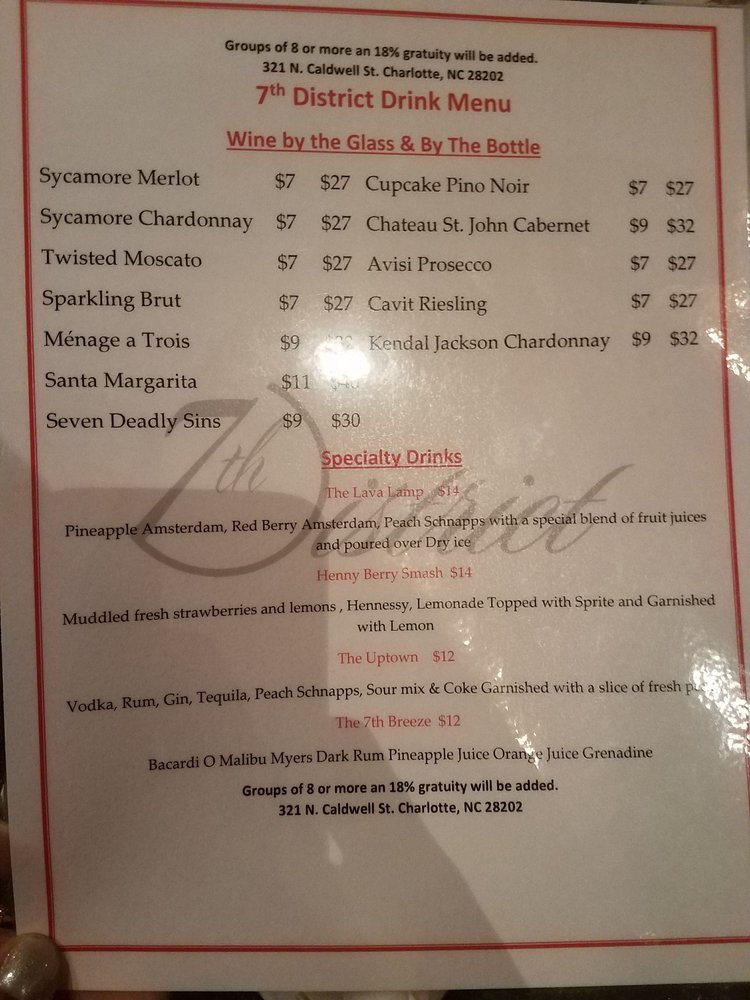 Groups of 8 or more an 18% gratuity will be added.
321 N. Caldwell St. Charlotte, NC 28202
7th District Drink Menu
Wine by the Glass & By The Bottle
Sycamore Merlot $7 $27 Cupcake Pino Noir $7 $27
Sycamore Chardonnay $7 $27 Chateau St. John Cabernet $9 $32
Twisted Moscato $7 $27 Avisi Prosecco $7 $27
Sparkling Brut $7 $27 Cavit Riesling $7 $27
Ménage a Trois $9 Kendal Jackson Chardonnay $9 $32
Santa Margarita $11
Seven Deadly Sins $9 $30
7th District
Specialty Drinks
The Lava Lamp $14
Pineapple Amsterdam, Red Berry Amsterdam, Peach Schnapps with a special blend of fruit juices
and poured over Dry ice
Henny Berry Smash $14
Muddled fresh strawberries and lemons , Hennessy, Lemonade Topped with Sprite and Garnished
with Lemon
The Uptown $12
Vodka, Rum, Gin, Tequila, Peach Schnapps, Sour mix & Coke Garnished with a slice of fresh
The 7th Breeze $12
Bacardi O Malibu Myers Dark Rum Pineapple Juice Orange Juice Grenadine
Groups of 8 or more an 18% gratuity will be added.
321 N. Caldwell St. Charlotte, NC 28202